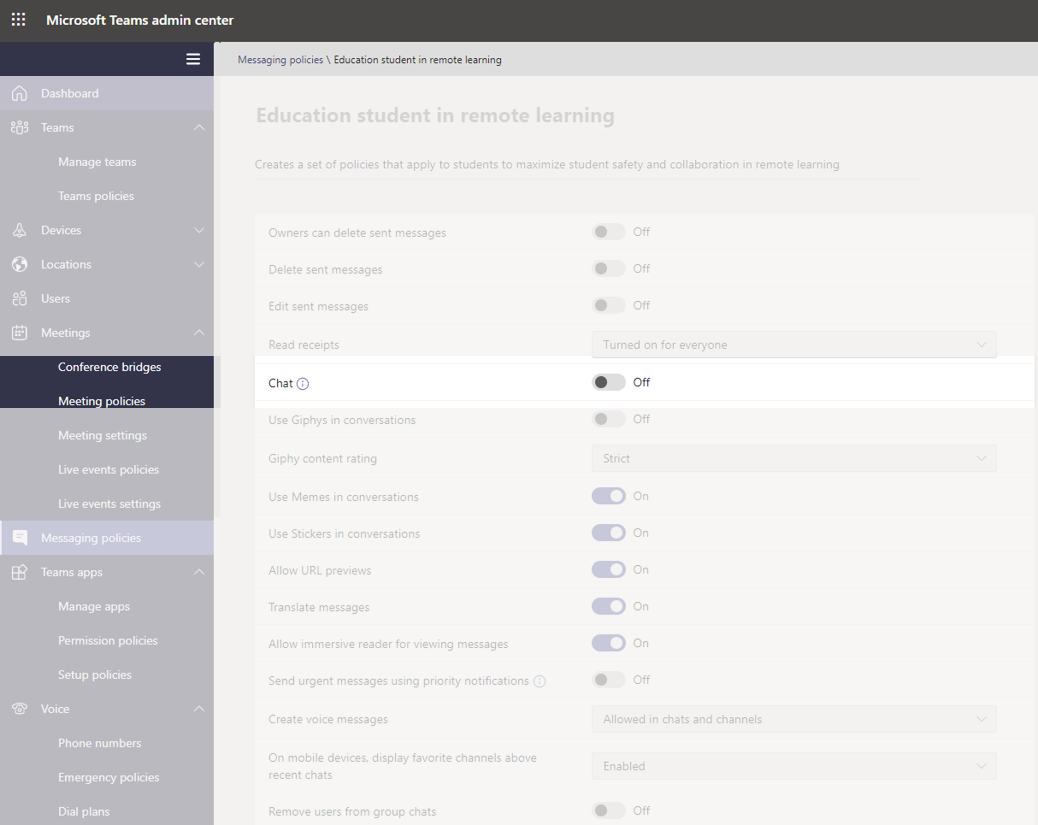 Microsoft Teams admin center
Messaging policies \ Education student in remote learning
Dashboard
Teams
Manage teams
Teams policies
Devices
Locations
Users
Meetings
Conference bridges
Meeting policies
Meeting settings
Live events policies
Live events settings
Messaging policies
Teams apps
Manage apps
Permission policies
Setup policies
Voice
Phone numbers
Emergency policies
Dial plans
Education student in remote learning
Creates a set of policies that apply to students to maximize student safety and collaboration in remote learning
Owners can delete sent messages Off
Delete sent messages Off
Edit sent messages Off
Read receipts Turned on for everyone
Chat Off
Use Giphys in conversations Off
Giphy content rating Strict
Use Memes in conversations On
Use Stickers in conversations On
Allow URL previews On
Translate messages On
Allow immersive reader for viewing messages On
Send urgent messages using priority notifications Off
Create voice messages Allowed in chats and channels
On mobile devices, display favorite channels above
recent chats Enabled
Remove users from group chats Off